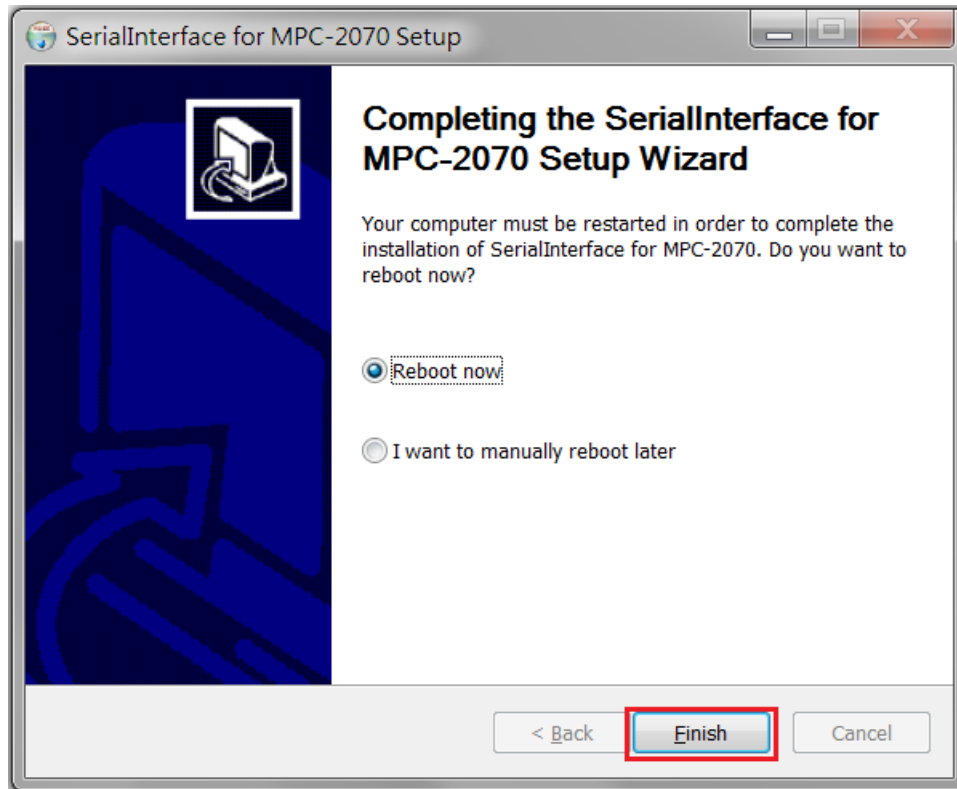 SerialInterface for MPC-2070 Setup
Completing the SerialInterface for
MPC-2070 Setup Wizard
Your computer must be restarted in order to complete the
installation of SerialInterface for MPC-2070. Do you want to
reboot now?
Reboot now
I want to manually reboot later
< Back
Finish
Cancel